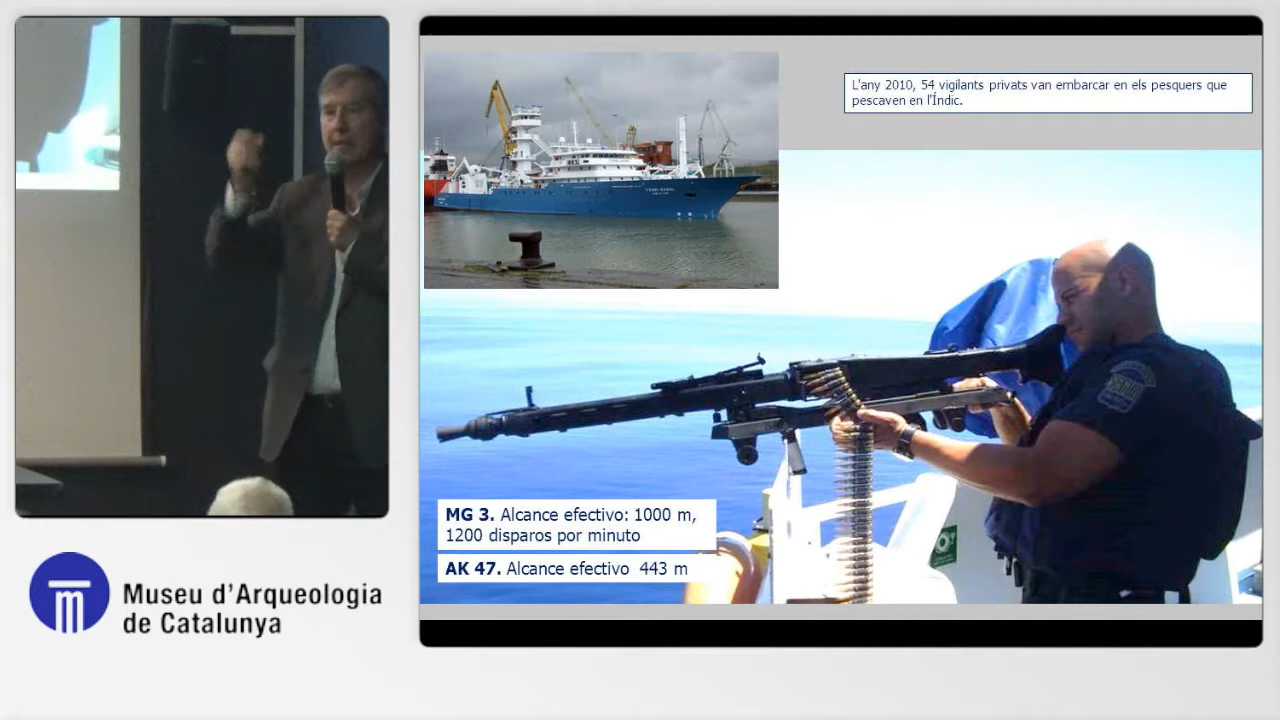 L'any 2010, 54 vigilants privats van embarcar en els pesquers que
pescaven en l'Índic.
MG 3. Alcance efectivo: 1000 m,
1200 disparos por minuto
AK 47. Alcance efectivo  443 m
Museu d'Arqueologia
de Catalunya